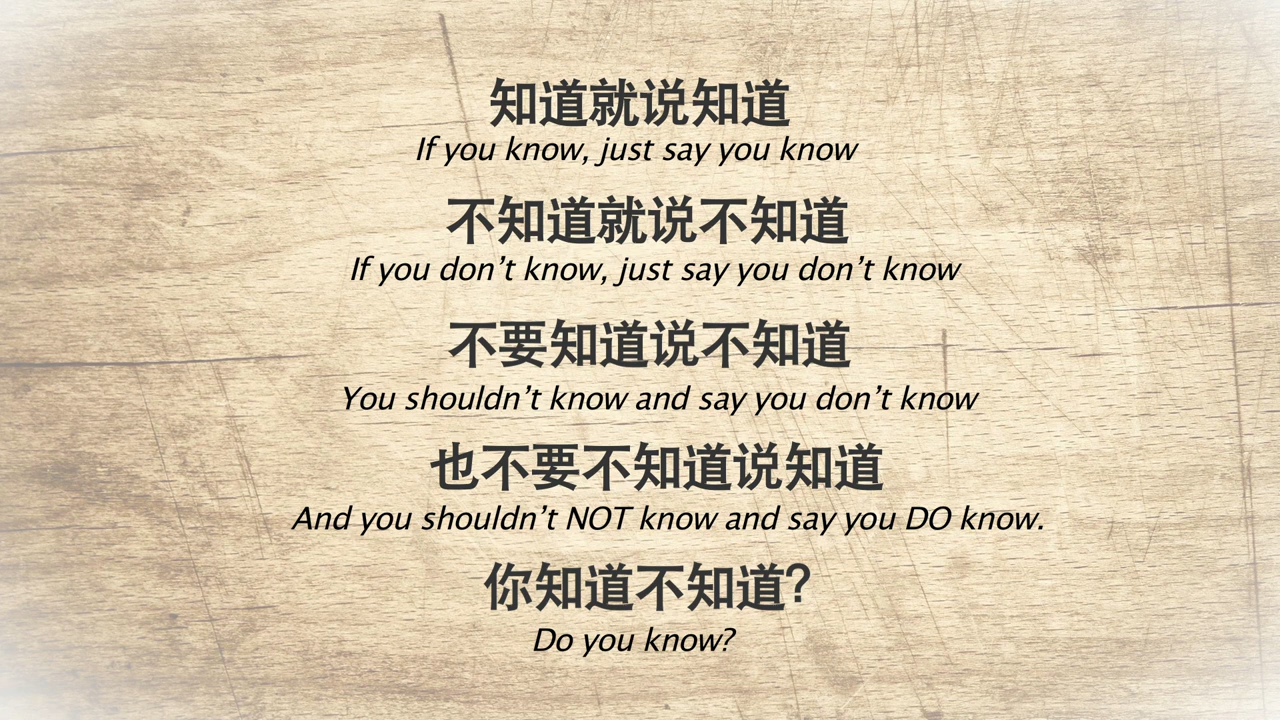 知道就说知道
If you know, just say you know
不知道就说不知道
If you don’t know, just say you don’t know
不要知道说不知道
You shouldn’t know and say you don’t know
也不要不知道说知道
And you shouldn’t NOT know and say you DO know.
你知道不知道?
Do you know?